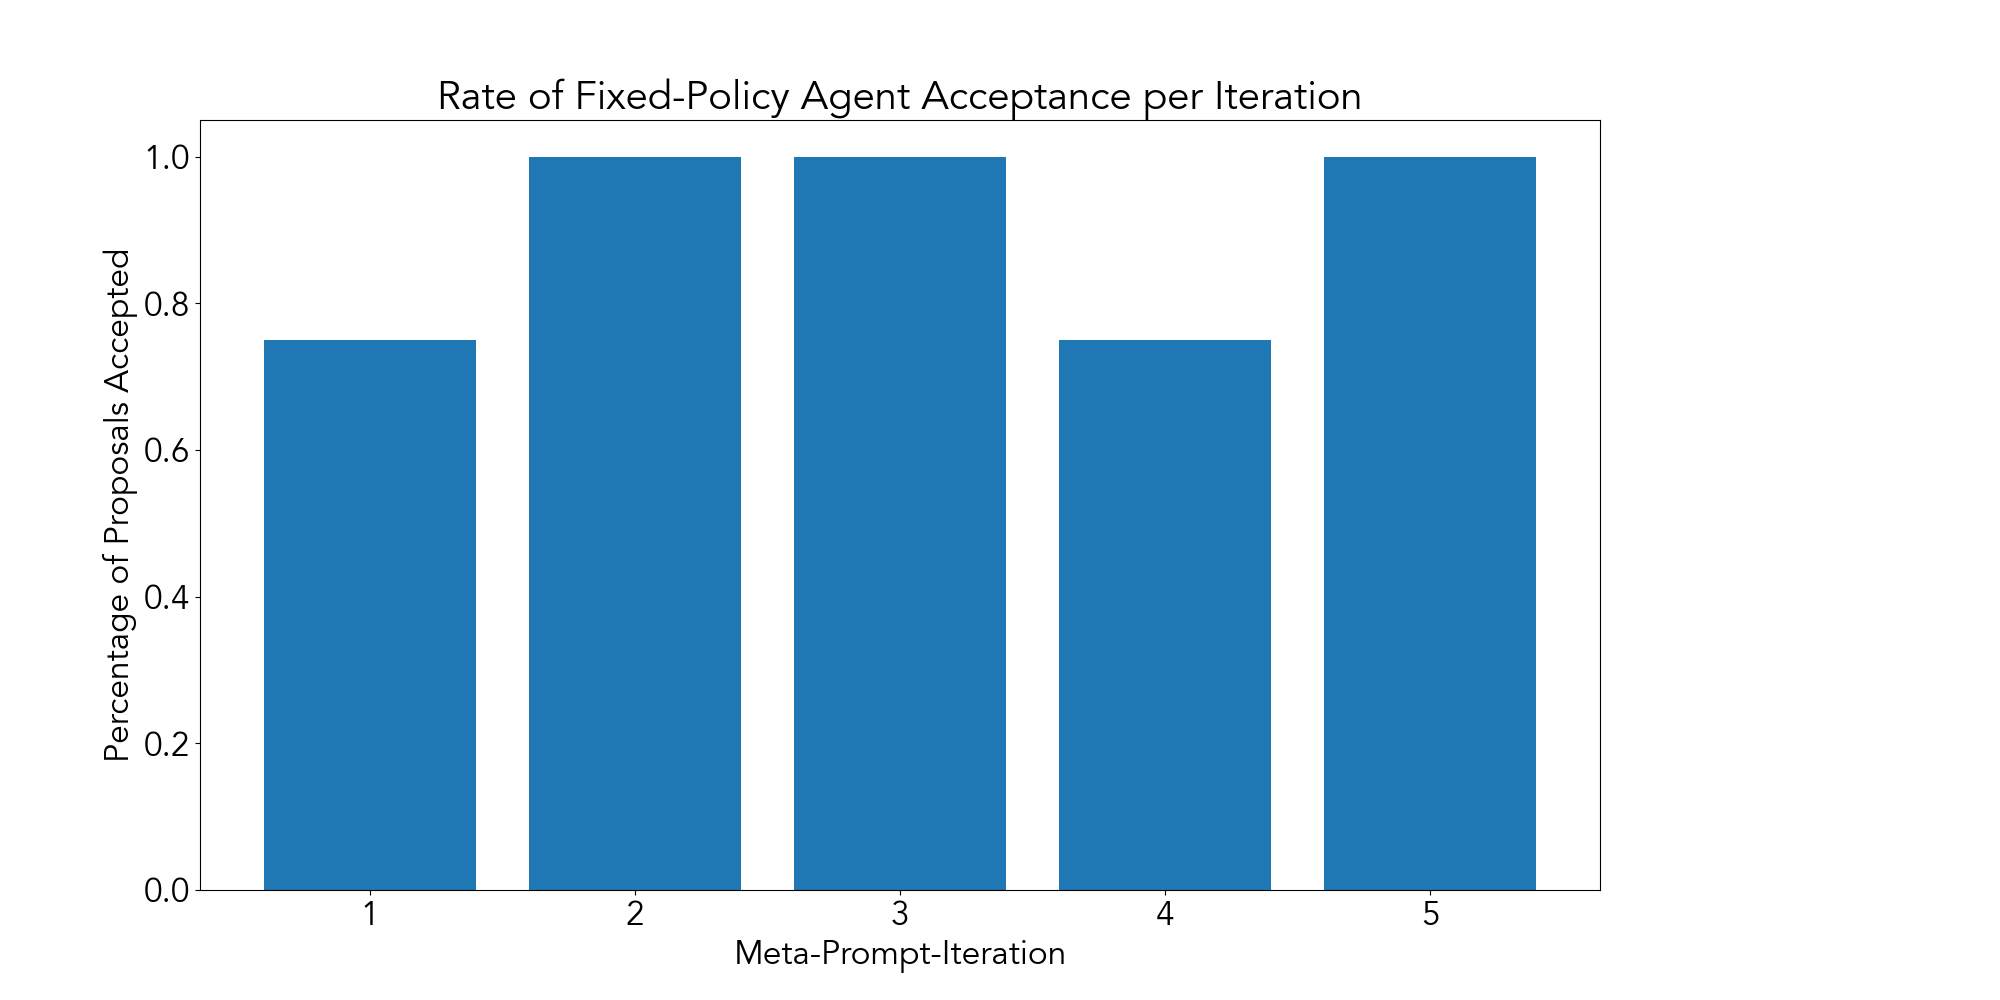 Rate of Fixed-Policy Agent Acceptance per Iteration
Percentage of Proposals Accepted
1.0
0.8
0.6
0.4
0.2
0.0
1 2 3 4 5
Meta-Prompt-Iteration